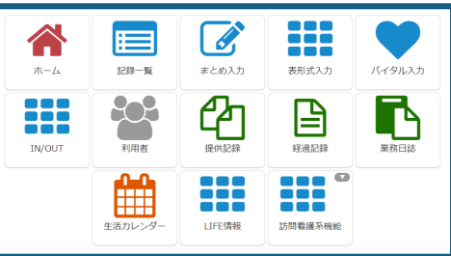 ホーム
記録一覧
まとめ入力
表形式入力
バイタル入力
IN/OUT
利用者
提供記録
経過記録
業務日誌
生活カレンダー
LIFE情報
訪問看護系機能